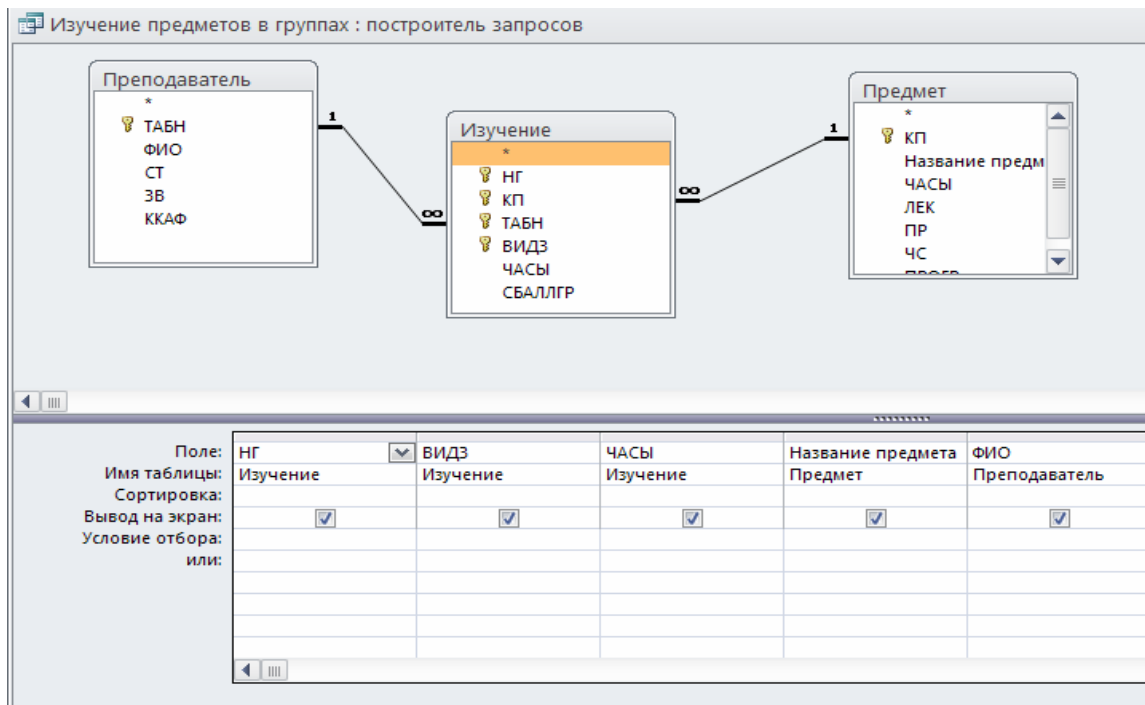 Изучение предметов в группах : построитель запросов
Преподаватель
*
ТАБН
ФИО
СТ
ЗВ
ККАФ
1
∞
Изучение
*
НГ
КП
ТАБН
ВИДЗ
ЧАСЫ
СБАЛЛГР
∞
1
Предмет
*
КП
Название предм
ЧАСЫ
ЛЕК
ПР
ЧС
Поле: НГ ВИДЗ ЧАСЫ Название предмета ФИО
Имя таблицы: Изучение Изучение Изучение Предмет Преподаватель
Сортировка:
Вывод на экран:
Условие отбора:
или: